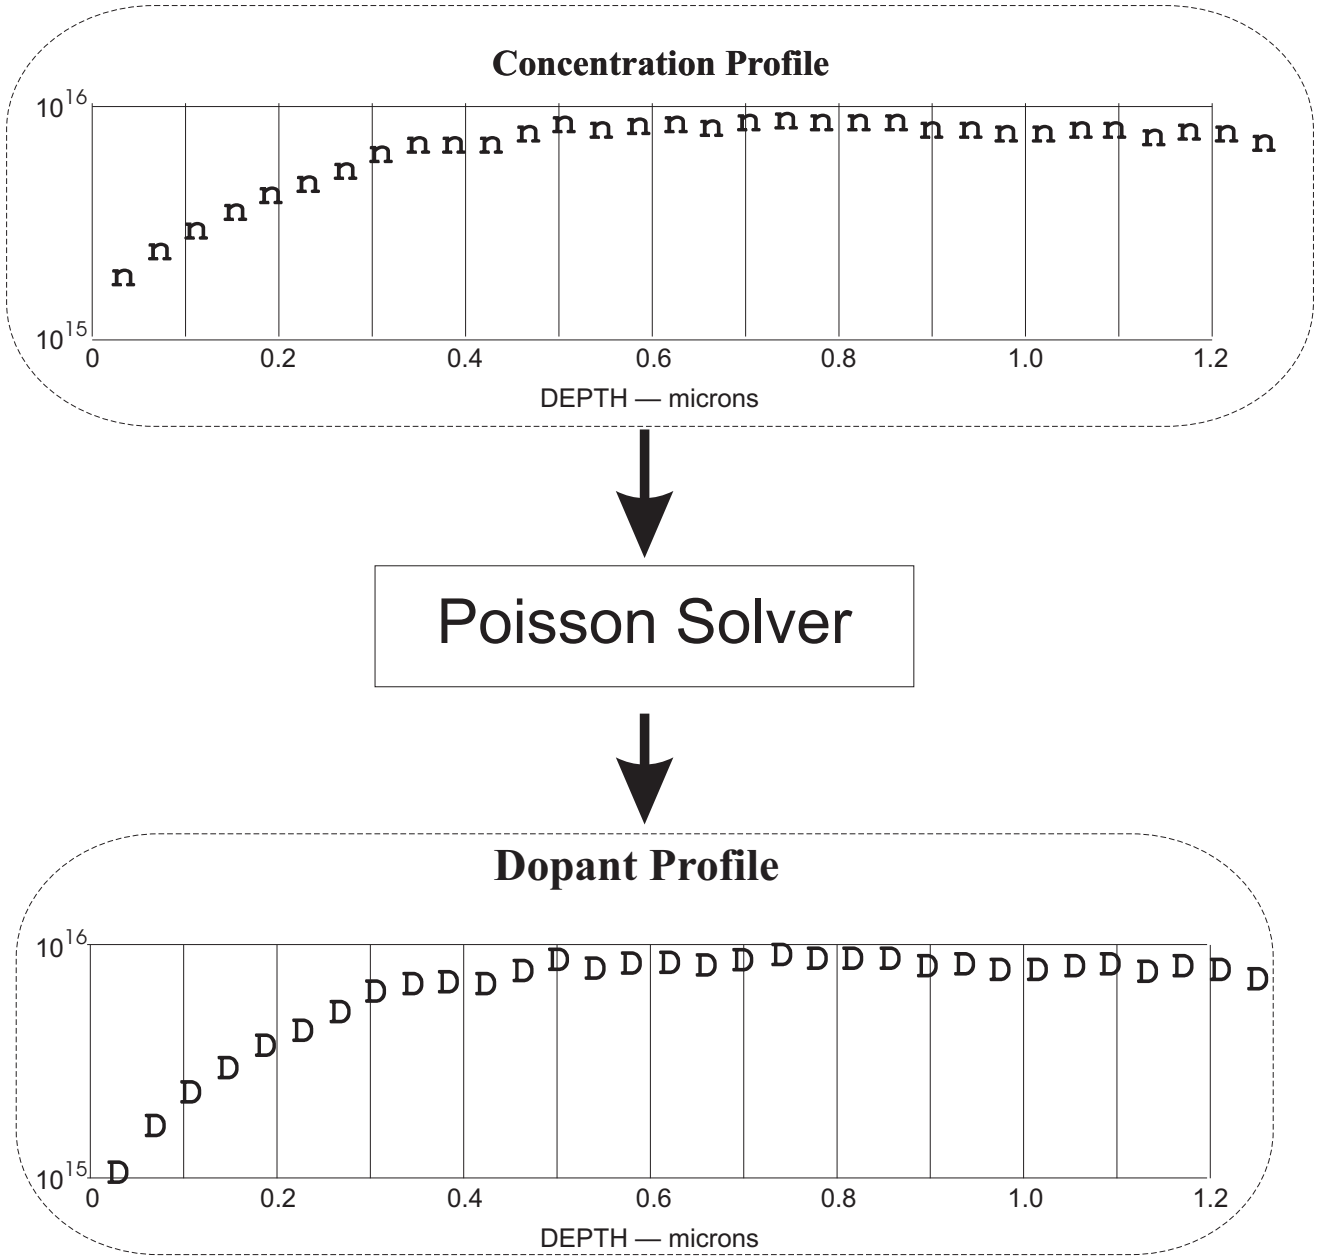 Concentration Profile
10^16
n n n n n n n n n n n n n n n n n n n n n n n n n n n n n n n n
10^15
0 0.2 0.4 0.6 0.8 1.0 1.2
DEPTH — microns
Poisson Solver
Dopant Profile
10^16
D D D D D D D D D D D D D D D D D D D D D D D D D D D D D D D D
10^15
0 0.2 0.4 0.6 0.8 1.0 1.2
DEPTH — microns